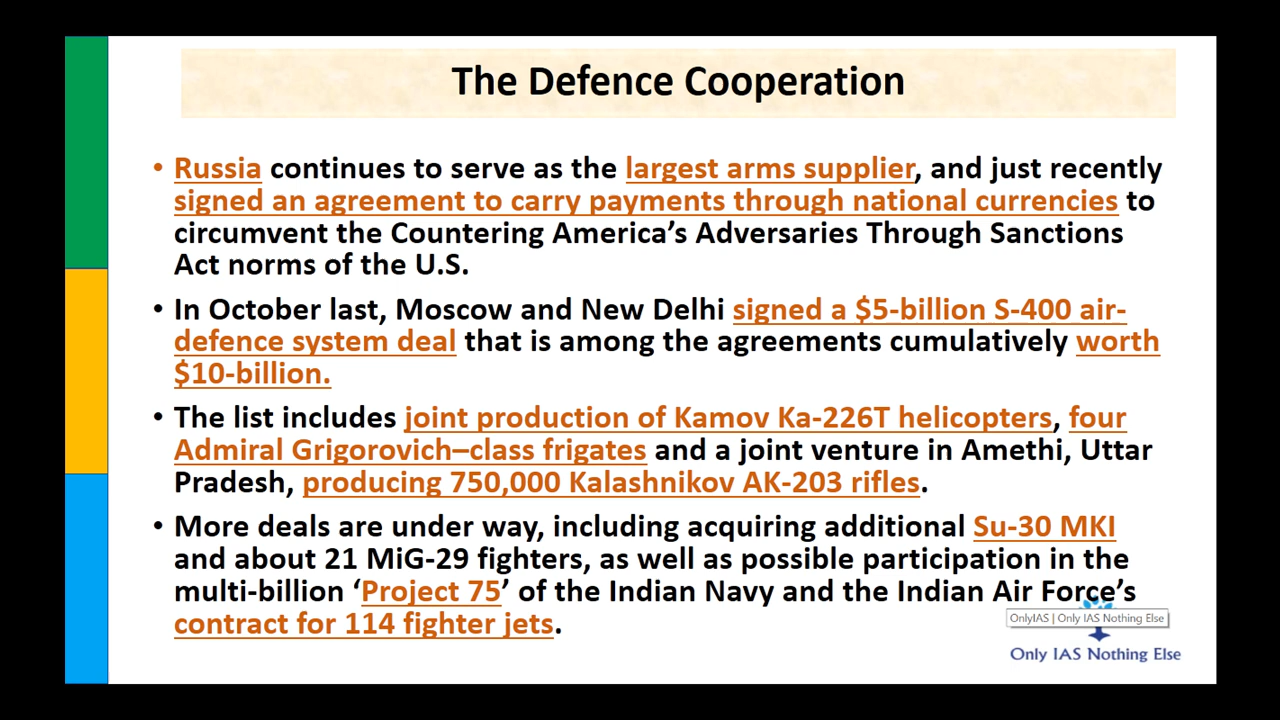 The Defence Cooperation
• Russia continues to serve as the largest arms supplier, and just recently
signed an agreement to carry payments through national currencies to
circumvent the Countering America’s Adversaries Through Sanctions
Act norms of the U.S.
• In October last, Moscow and New Delhi signed a $5-billion S-400 air-
defence system deal that is among the agreements cumulatively worth
$10-billion.
• The list includes joint production of Kamov Ka-226T helicopters, four
Admiral Grigorovich–class frigates and a joint venture in Amethi, Uttar
Pradesh, producing 750,000 Kalashnikov AK-203 rifles.
• More deals are under way, including acquiring additional Su-30 MKI
and about 21 MiG-29 fighters, as well as possible participation in the
multi-billion ‘Project 75’ of the Indian Navy and the Indian Air Force’s
contract for 114 fighter jets.
OnlyIAS | Only IAS Nothing Else
Only IAS Nothing Else